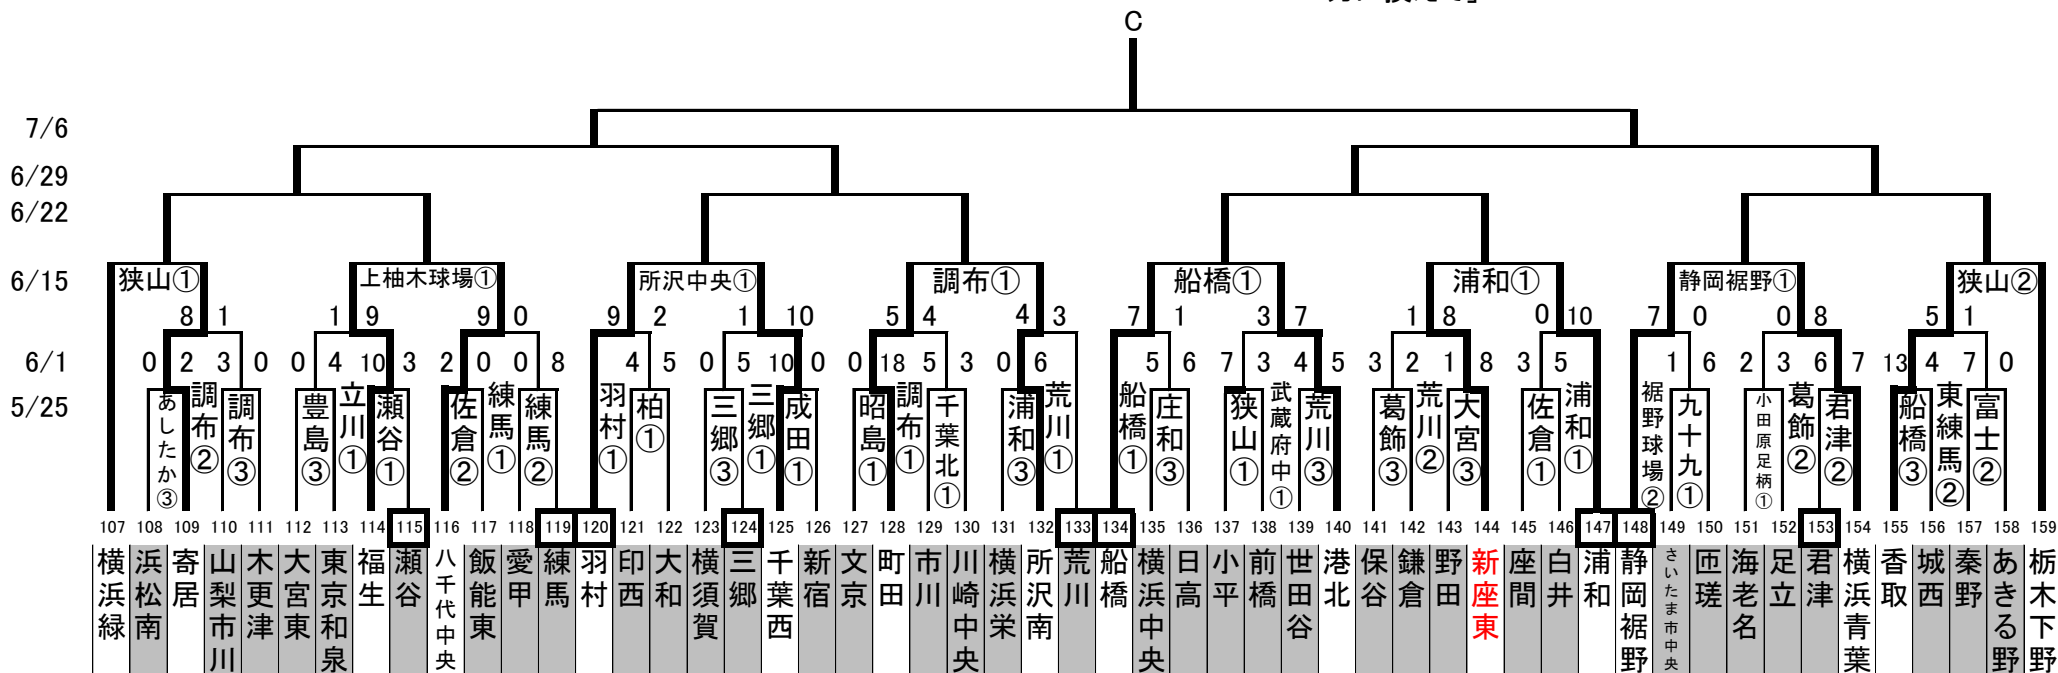 C
7/6
6/29
6/22
6/15
狭山① 上柚木球場① 所沢中央① 調布① 船橋① 浦和① 静岡裾野① 狭山②
8 1 1 9 9 0 9 2 1 10 5 4 4 3 7 1 3 7 1 8 0 10 7 0 0 8 5 1
6/1
0 2 3 0 0 4 10 3 2 0 0 8 4 5 0 5 10 0 0 18 5 3 0 6 5 6 7 3 4 5 3 2 1 8 3 5 1 6 2 3 6 7 13 4 7 0
5/25
あしたか③ 調布② 調布③ 豊島③ 立川① 瀬谷① 佐倉② 練馬① 練馬② 羽村① 柏① 三郷③ 三郷① 成田① 昭島① 調布① 千葉北① 浦和③ 荒川① 船橋① 庄和③ 狭山① 武蔵府中① 荒川③ 葛飾③ 荒川② 大宮③ 佐倉① 浦和① 裾野球場② 九十九① 小田原足柄① 葛飾② 君津② 船橋③ 東練馬② 富士②
107 108 109 110 111 112 113 114 115 116 117 118 119 120 121 122 123 124 125 126 127 128 129 130 131 132 133 134 135 136 137 138 139 140 141 142 143 144 145 146 147 148 149 150 151 152 153 154 155 156 157 158 159
横浜緑 浜松南 寄居 山梨市川 木更津 大宮東 東京和泉 福生 瀬谷 八千代中央 飯能東 愛甲 練馬 羽村 印西 大和 横須賀 三郷 千葉西 新宿 文京 町田 市川 川崎中央 横浜栄 所沢南 荒川 船橋 横浜中央 日高 小平 前橋 世田谷 港北 保谷 鎌倉 野田 新座東 座間 白井 浦和 静岡裾野 さいたま市中央 匝瑳 海老名 足立 君津 横浜青葉 香取 城西 秦野 あきる野 栃木下野